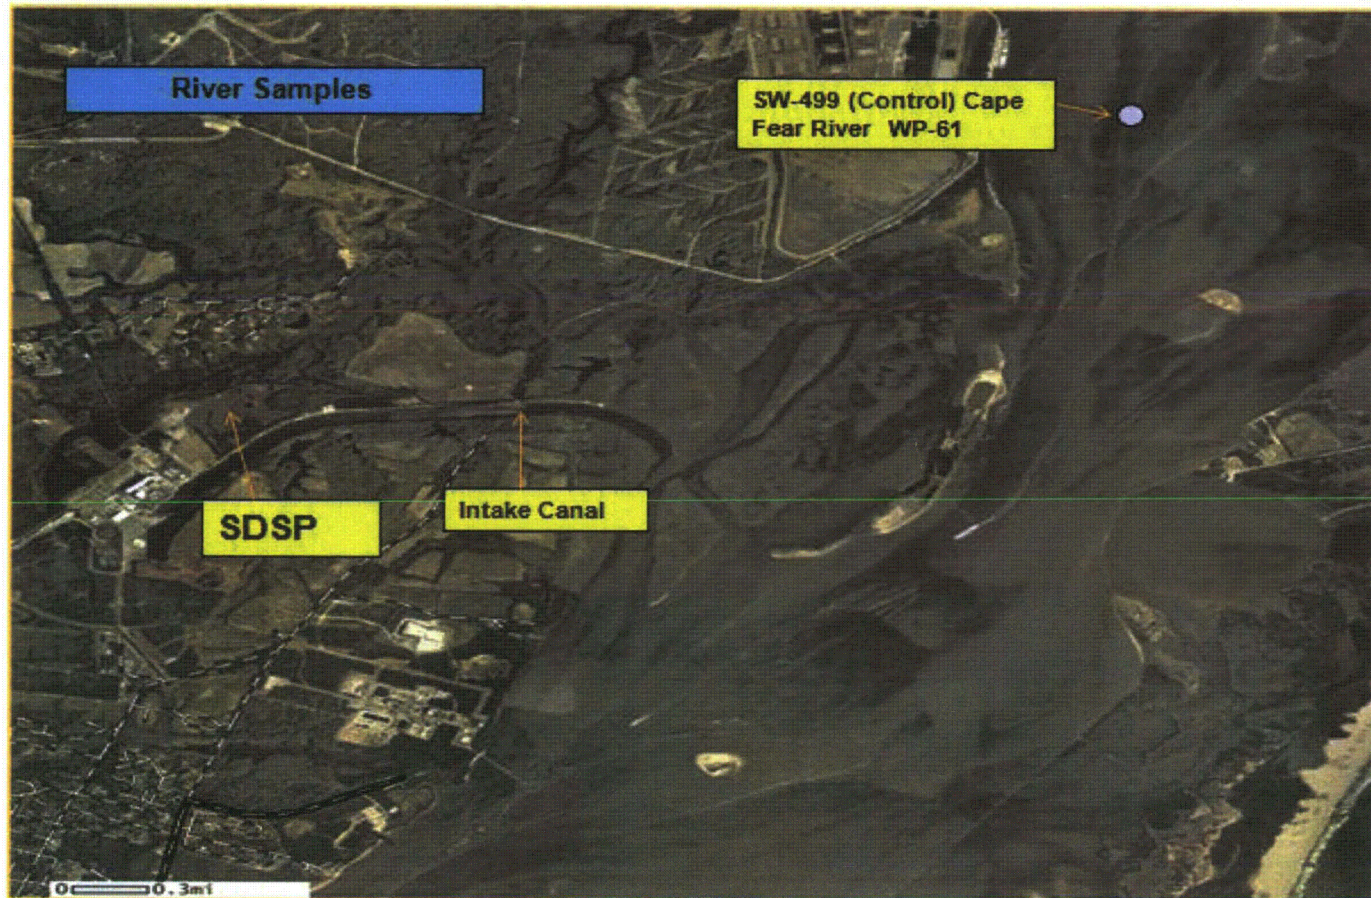 River Samples
SW-499 (Control) Cape
Fear River WP-61
SDSP
Intake Canal
0 0.3mi